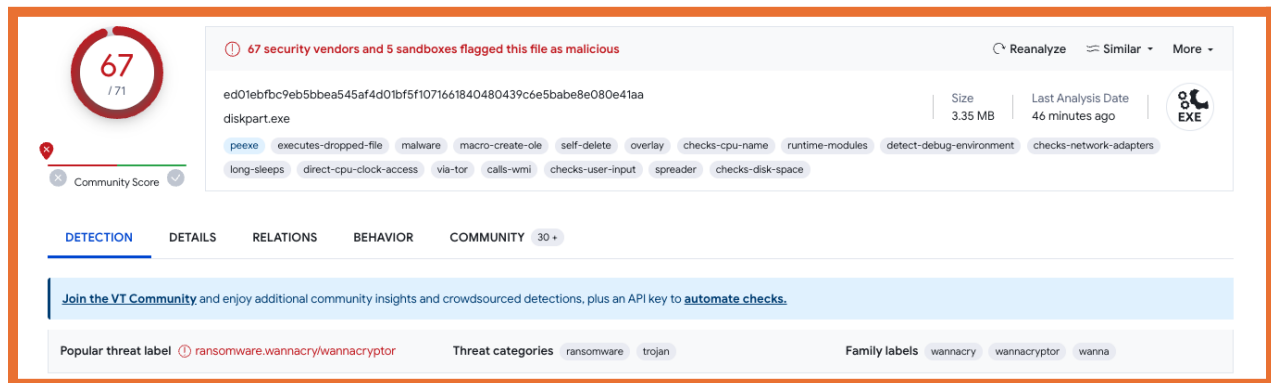 67
/ 71
Community Score
67 security vendors and 5 sandboxes flagged this file as malicious
Reanalyze
Similar
More
ed01ebfbc9eb5bbea545af4d01bf5f1071661840480439c6e5babe8e080e41aa
diskpart.exe
Size
3.35 MB
Last Analysis Date
46 minutes ago
EXE
peexe executes-dropped-file malware macro-create-ole self-delete overlay checks-cpu-name runtime-modules detect-debug-environment checks-network-adapters
long-sleeps direct-cpu-clock-access via-tor calls-wmi checks-user-input spreader checks-disk-space
DETECTION DETAILS RELATIONS BEHAVIOR COMMUNITY 30 +
Join the VT Community and enjoy additional community insights and crowdsourced detections, plus an API key to automate checks.
Popular threat label ransomware.wannacry/wannacryptor Threat categories ransomware trojan Family labels wannacry wannacryptor wanna